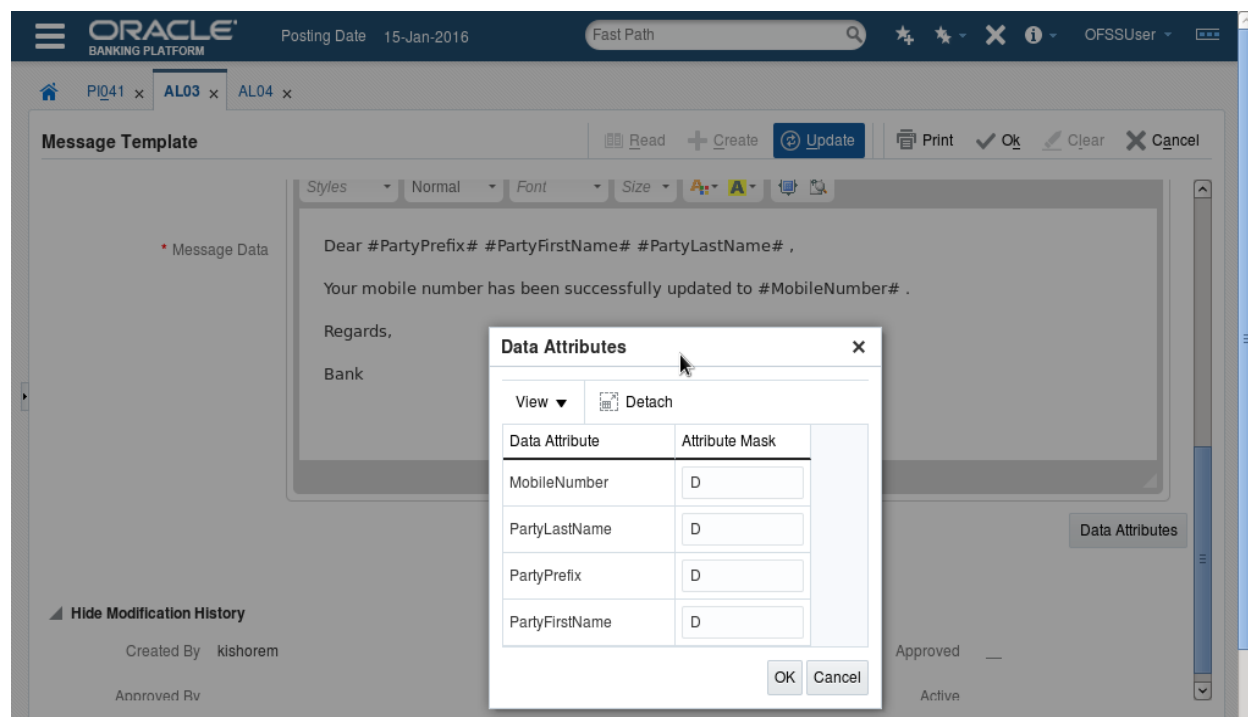 ORACLE
BANKING PLATFORM
Posting Date 15-Jan-2016
Fast Path
OFSSUser
PI041 x AL03 x AL04 x
Message Template
Read Create Update Print Ok Clear Cancel
Styles Normal Font Size
* Message Data
Dear #PartyPrefix# #PartyFirstName# #PartyLastName# ,
Your mobile number has been successfully updated to #MobileNumber# .
Regards,
Bank
Data Attributes
View Detach
Data Attribute Attribute Mask
MobileNumber D
PartyLastName D
PartyPrefix D
PartyFirstName D
OK Cancel
Data Attributes
Hide Modification History
Created By kishorem
Approved __
Approved By
Active